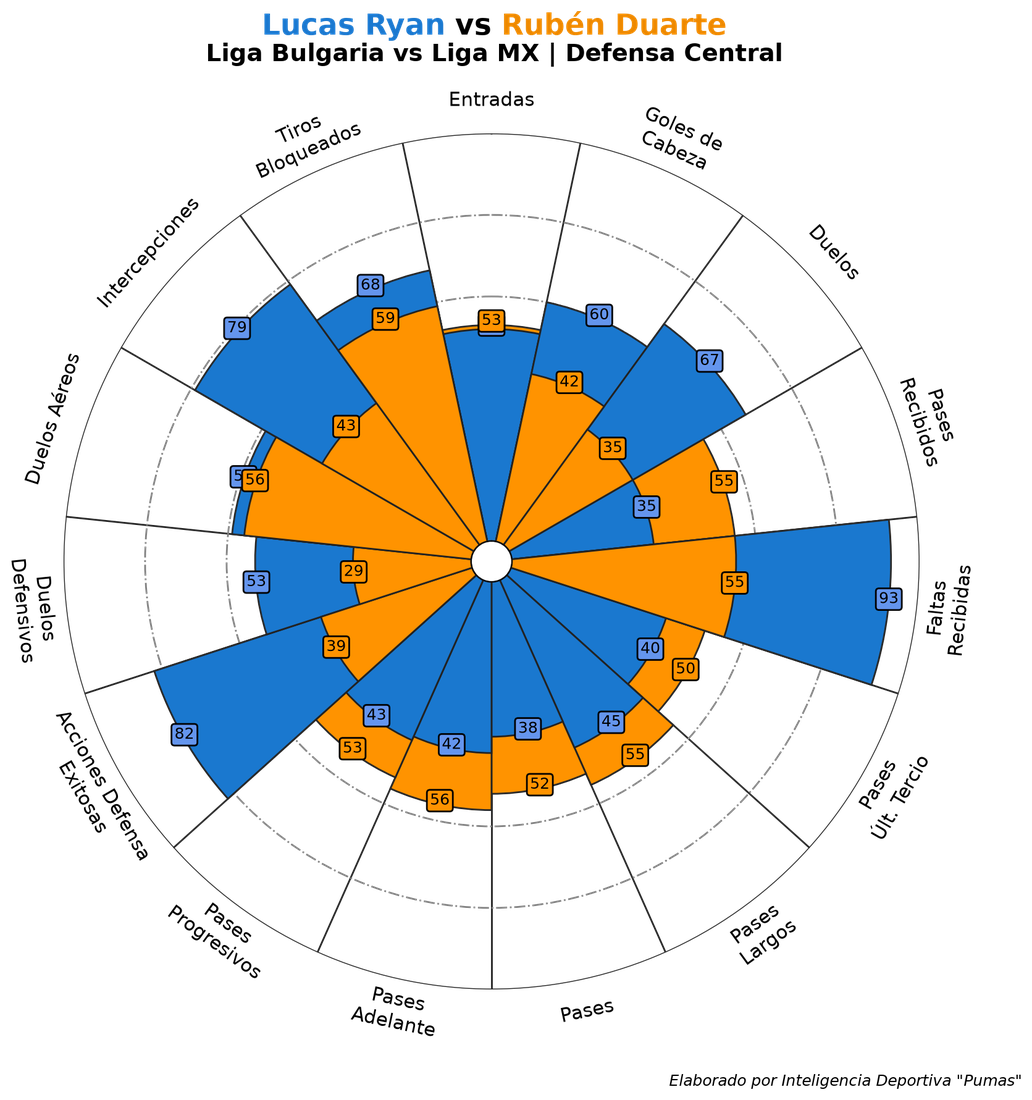 Lucas Ryan vs Rubén Duarte
Liga Bulgaria vs Liga MX | Defensa Central
Entradas
53
Goles de
Cabeza
60
42
Duelos
67
35
Pases
Recibidos
55
35
Faltas
Recibidas
93
55
Pases
Últ. Tercio
40
50
Pases
Largos
45
55
Pases
38
52
Pases
Adelante
42
56
Pases
Progresivos
43
53
Acciones Defensa
Exitosas
82
39
Duelos
Defensivos
53
29
Duelos Aéreos
56
Intercepciones
79
43
Tiros
Bloqueados
68
59
Elaborado por Inteligencia Deportiva "Pumas"